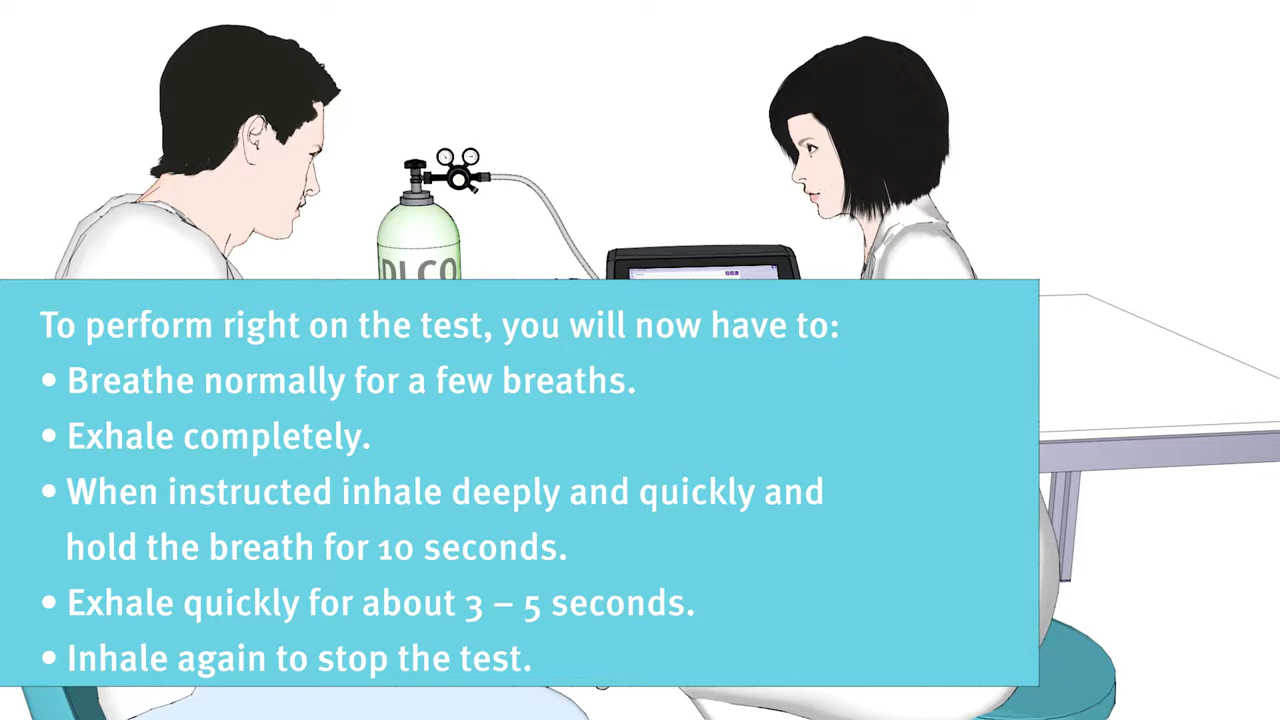 DLCO
To perform right on the test, you will now have to:
• Breathe normally for a few breaths.
• Exhale completely.
• When instructed inhale deeply and quickly and
hold the breath for 10 seconds.
• Exhale quickly for about 3 – 5 seconds.
• Inhale again to stop the test.